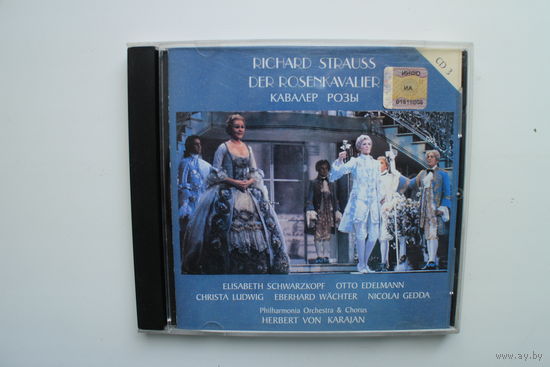 RICHARD STRAUSS
DER ROSENKAVALIER
КАВАЛЕР РОЗЫ
CD 3
ИА
ELISABETH SCHWARZKOPF OTTO EDELMANN
CHRISTA LUDWIG EBERHARD WÄCHTER NICOLAI GEDDA
Philharmonia Orchestra & Chorus
HERBERT VON KARAJAN
www.ay.by